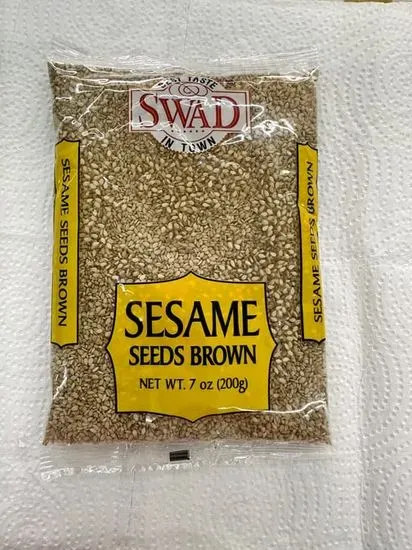 BEST TASTE
SWAD
IN TOWN
SESAME SEEDS BROWN
SESAME SEEDS BROWN
SESAME
SEEDS BROWN
NET WT. 7 oz (200g)